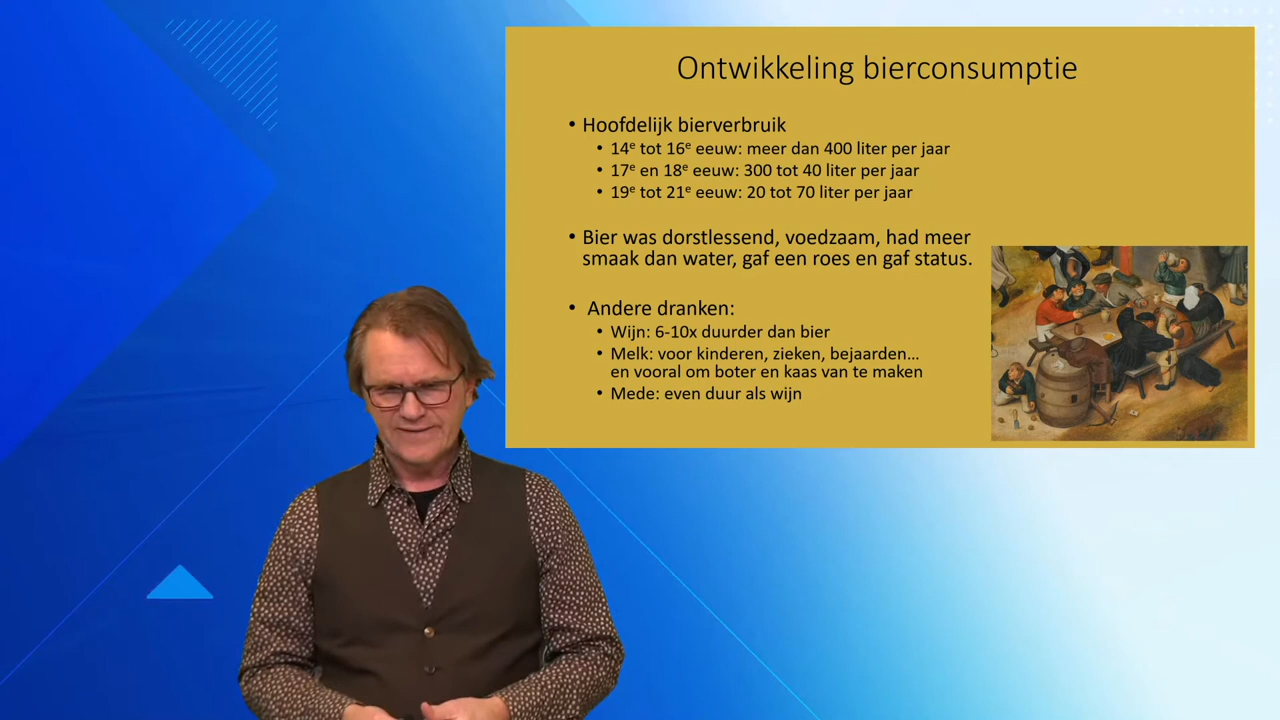 Ontwikkeling bierconsumptie
• Hoofdelijk bierverbruik
• 14e tot 16e eeuw: meer dan 400 liter per jaar
• 17e en 18e eeuw: 300 tot 40 liter per jaar
• 19e tot 21e eeuw: 20 tot 70 liter per jaar
• Bier was dorstlessend, voedzaam, had meer
smaak dan water, gaf een roes en gaf status.
• Andere dranken:
• Wijn: 6-10x duurder dan bier
• Melk: voor kinderen, zieken, bejaarden...
en vooral om boter en kaas van te maken
• Mede: even duur als wijn